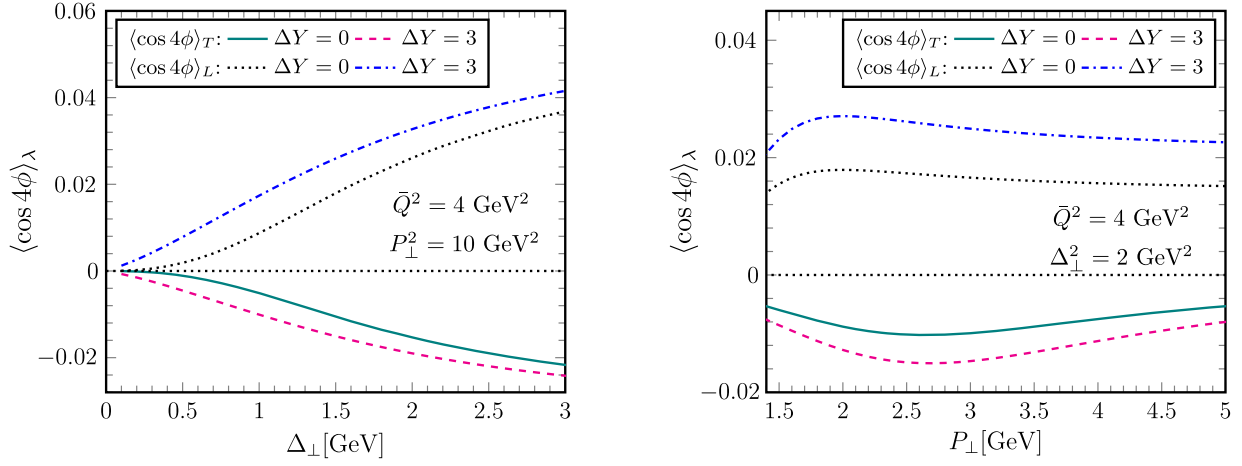 0.06
⟨cos 4ϕ⟩_T: ΔY = 0 ΔY = 3
⟨cos 4ϕ⟩_L: ΔY = 0 ΔY = 3
0.04
0.02
0
−0.02
⟨cos 4ϕ⟩_λ
Q̄² = 4 GeV²
P_⊥² = 10 GeV²
0 0.5 1 1.5 2 2.5 3
Δ_⊥[GeV]
0.04
⟨cos 4ϕ⟩_T: ΔY = 0 ΔY = 3
⟨cos 4ϕ⟩_L: ΔY = 0 ΔY = 3
0.02
0
−0.02
⟨cos 4ϕ⟩_λ
Q̄² = 4 GeV²
Δ_⊥² = 2 GeV²
1.5 2 2.5 3 3.5 4 4.5 5
P_⊥[GeV]